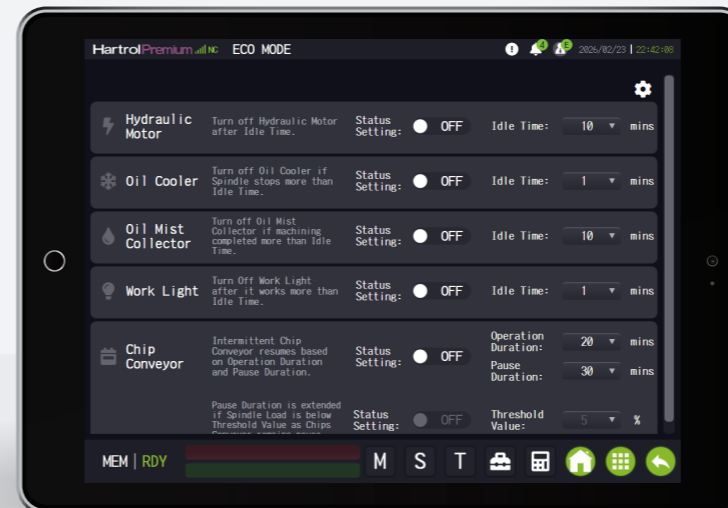 Hartrol Premium NC ECO MODE 4 E 2026/02/23 | 22:42:08
Hydraulic Motor
Turn off Hydraulic Motor
after Idle Time.
Status Setting: OFF
Idle Time: 10 mins
Oil Cooler
Turn off Oil Cooler if
Spindle stops more than
Idle Time.
Status Setting: OFF
Idle Time: 1 mins
Oil Mist Collector
Turn off Oil Mist
Collector if machining
completed more than Idle
Time.
Status Setting: OFF
Idle Time: 10 mins
Work Light
Turn Off Work Light
after it works more than
Idle Time.
Status Setting: OFF
Idle Time: 1 mins
Chip Conveyor
Intermittent Chip
Conveyor resumes based
on Operation Duration
and Pause Duration.
Status Setting: OFF
Operation Duration: 20 mins
Pause Duration: 30 mins
Pause Duration is extended
if Spindle Load is below
Threshold Value as Chips
Status Setting: OFF
Threshold Value: 5 %
MEM | RDY M S T